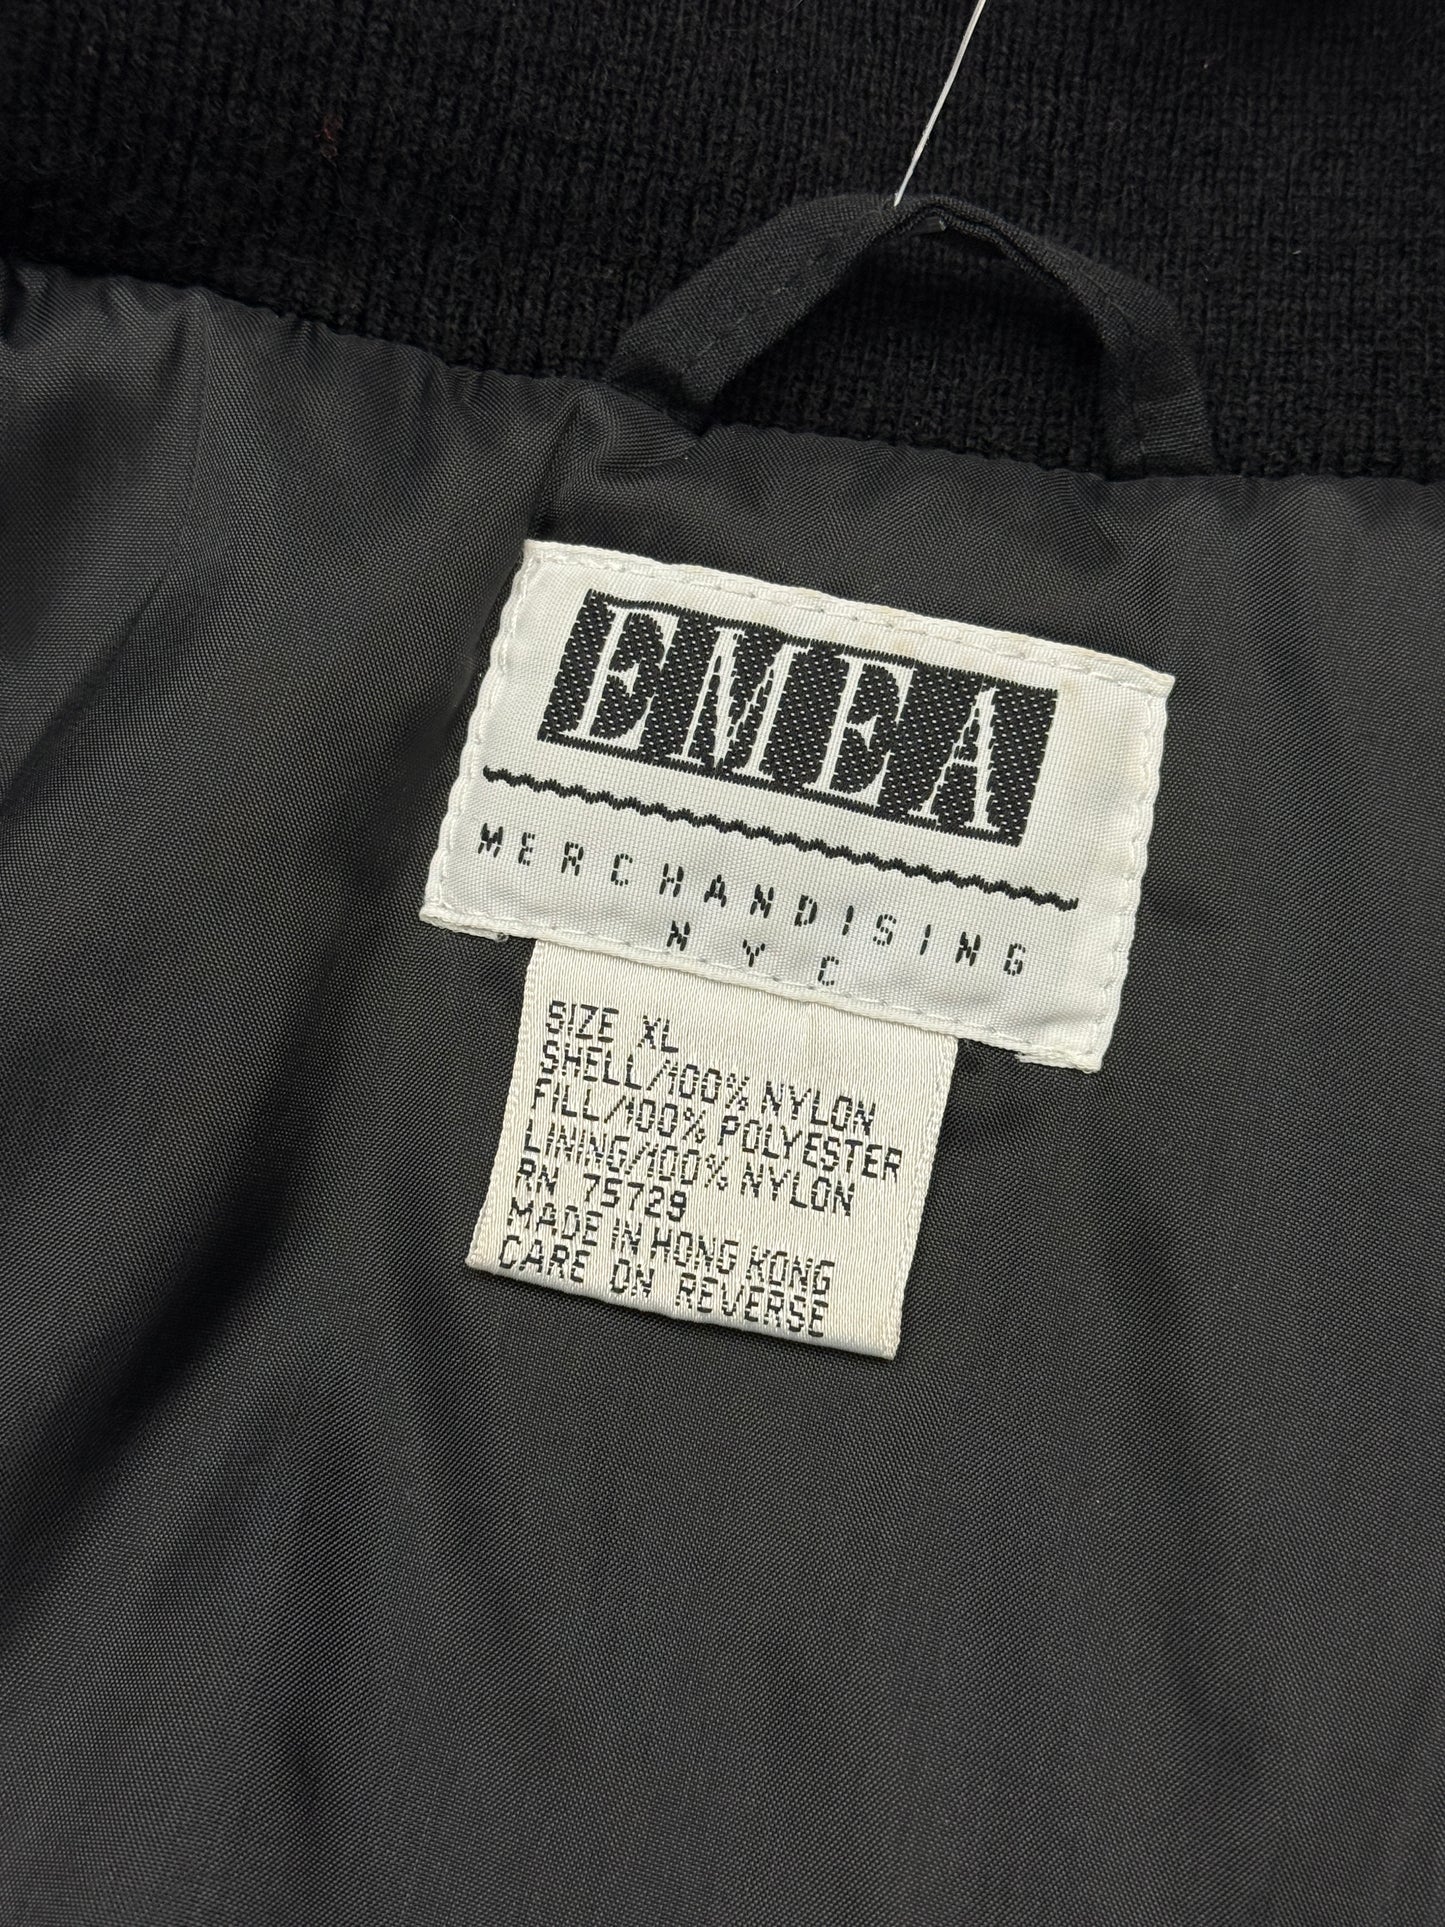 EMEA
MERCHANDISING
NYC
SIZE XL
SHELL/100% NYLON
FILL/100% POLYESTER
LINING/100% NYLON
RN 75729
MADE IN HONG KONG
CARE ON REVERSE